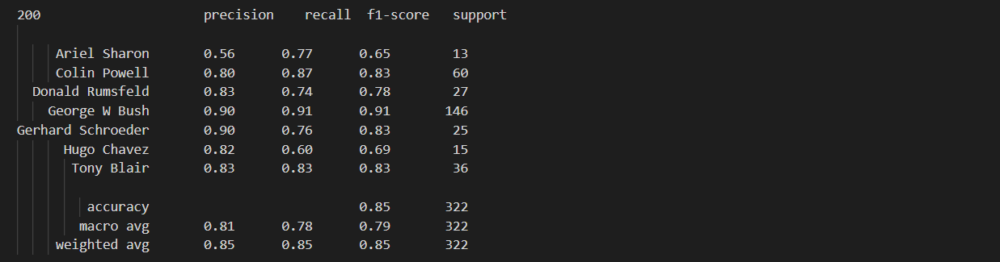 200 precision recall f1-score support
Ariel Sharon 0.56 0.77 0.65 13
Colin Powell 0.80 0.87 0.83 60
Donald Rumsfeld 0.83 0.74 0.78 27
George W Bush 0.90 0.91 0.91 146
Gerhard Schroeder 0.90 0.76 0.83 25
Hugo Chavez 0.82 0.60 0.69 15
Tony Blair 0.83 0.83 0.83 36
accuracy 0.85 322
macro avg 0.81 0.78 0.79 322
weighted avg 0.85 0.85 0.85 322